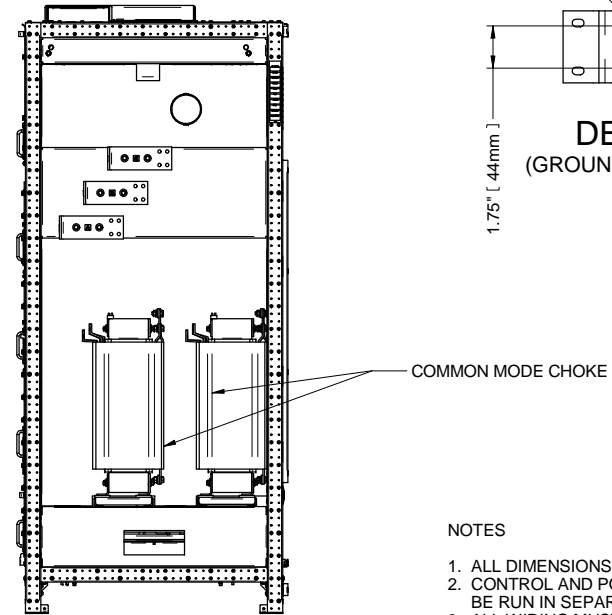 DE
(GROUN
1.75" [ 44mm ]
COMMON MODE CHOKE
NOTES
1. ALL DIMENSIONS
2. CONTROL AND PO
BE RUN IN SEPAR